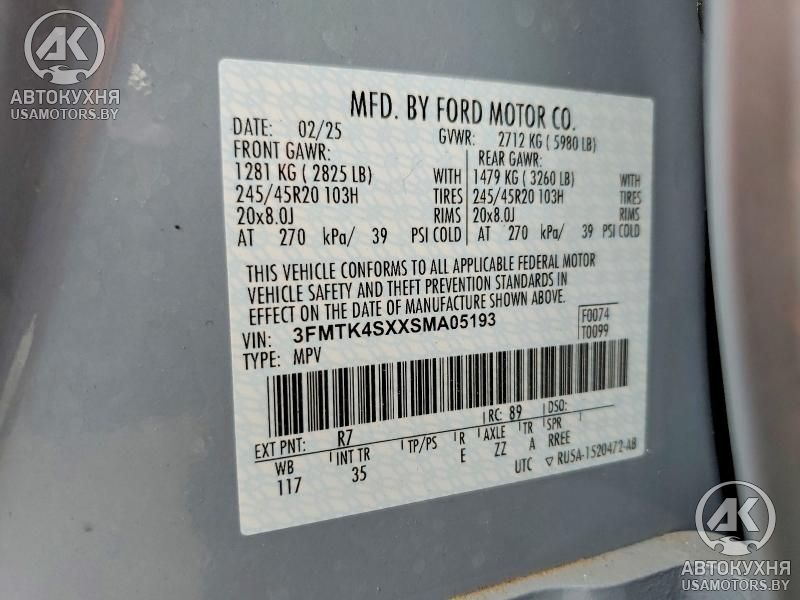 AK
АВТОКУХНЯ
USAMOTORS.BY
MFD. BY FORD MOTOR CO.
DATE: 02/25 GVWR: 2712 KG ( 5980 LB)
FRONT GAWR: REAR GAWR:
1281 KG ( 2825 LB) WITH 1479 KG ( 3260 LB) WITH
245/45R20 103H TIRES 245/45R20 103H TIRES
20x8.0J RIMS 20x8.0J RIMS
AT 270 kPa/ 39 PSI COLD AT 270 kPa/ 39 PSI COLD
THIS VEHICLE CONFORMS TO ALL APPLICABLE FEDERAL MOTOR
VEHICLE SAFETY AND THEFT PREVENTION STANDARDS IN
EFFECT ON THE DATE OF MANUFACTURE SHOWN ABOVE.
VIN: 3FMTK4SXXSMA05193 F0074
TYPE: MPV T0099
RC: 89 DSO:
EXT PNT: R7
WB INT TR TP/PS R AXLE TR SPR
117 35 E ZZ A RREE
UTC ▽ RU5A-1520472-AB
AK
АВТОКУХНЯ
USAMOTORS.BY